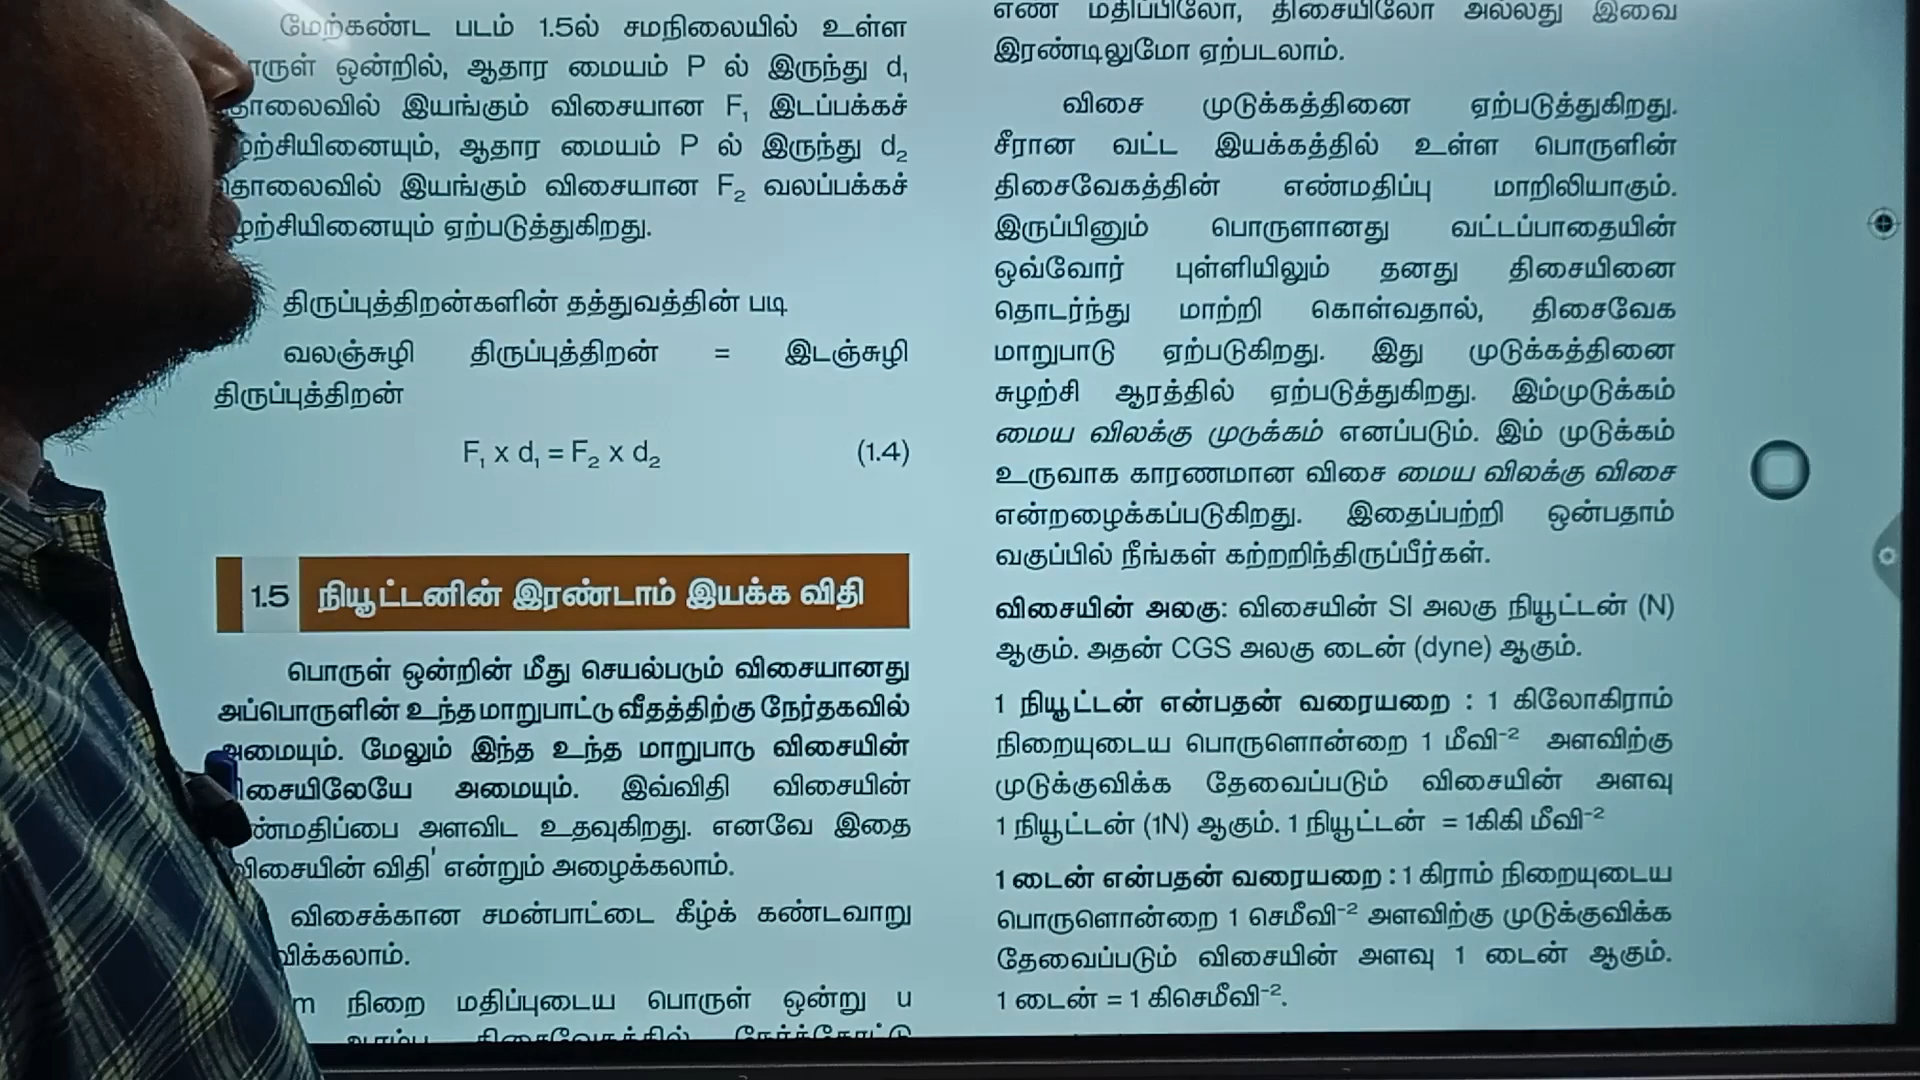 மேற்கண்ட படம் 1.5ல் சமநிலையில் உள்ள
ஒன்றில், ஆதார மையம் P ல் இருந்து d₁
இயங்கும் விசையான F₁ இடப்பக்கச்
ஆதார மையம் P ல் இருந்து d₂
இயங்கும் விசையான F₂ வலப்பக்கச்
ஏற்படுத்துகிறது.
திருப்புத்திறன்களின் தத்துவத்தின் படி
வலஞ்சுழி திருப்புத்திறன் = இடஞ்சுழி
திருப்புத்திறன்
F₁ x d₁ = F₂ x d₂ (1.4)
1.5 நியூட்டனின் இரண்டாம் இயக்க விதி
பொருள் ஒன்றின் மீது செயல்படும் விசையானது
அப்பொருளின் உந்த மாறுபாட்டு வீதத்திற்கு நேர்தகவில்
அமையும். மேலும் இந்த உந்த மாறுபாடு விசையின்
அமையும். இவ்விதி விசையின்
அளவிட உதவுகிறது. எனவே இதை
விதி' என்றும் அழைக்கலாம்.
விசைக்கான சமன்பாட்டை கீழ்க் கண்டவாறு
m நிறை மதிப்புடைய பொருள் ஒன்று u
எண் மதிப்பிலோ, திசையிலோ அல்லது இவை
இரண்டிலுமோ ஏற்படலாம்.
விசை முடுக்கத்தினை ஏற்படுத்துகிறது.
சீரான வட்ட இயக்கத்தில் உள்ள பொருளின்
திசைவேகத்தின் எண்மதிப்பு மாறிலியாகும்.
இருப்பினும் பொருளானது வட்டப்பாதையின்
ஒவ்வோர் புள்ளியிலும் தனது திசையினை
தொடர்ந்து மாற்றி கொள்வதால், திசைவேக
மாறுபாடு ஏற்படுகிறது. இது முடுக்கத்தினை
சுழற்சி ஆரத்தில் ஏற்படுத்துகிறது. இம்முடுக்கம்
மைய விலக்கு முடுக்கம் எனப்படும். இம் முடுக்கம்
உருவாக காரணமான விசை மைய விலக்கு விசை
என்றழைக்கப்படுகிறது. இதைப்பற்றி ஒன்பதாம்
வகுப்பில் நீங்கள் கற்றறிந்திருப்பீர்கள்.
விசையின் அலகு: விசையின் SI அலகு நியூட்டன் (N)
ஆகும். அதன் CGS அலகு டைன் (dyne) ஆகும்.
1 நியூட்டன் என்பதன் வரையறை : 1 கிலோகிராம்
நிறையுடைய பொருளொன்றை 1 மீவி⁻² அளவிற்கு
முடுக்குவிக்க தேவைப்படும் விசையின் அளவு
1 நியூட்டன் (1N) ஆகும். 1 நியூட்டன் = 1கிகி மீவி⁻²
1 டைன் என்பதன் வரையறை : 1 கிராம் நிறையுடைய
பொருளொன்றை 1 செமீவி⁻² அளவிற்கு முடுக்குவிக்க
தேவைப்படும் விசையின் அளவு 1 டைன் ஆகும்.
1 டைன் = 1 கிசெமீவி⁻².